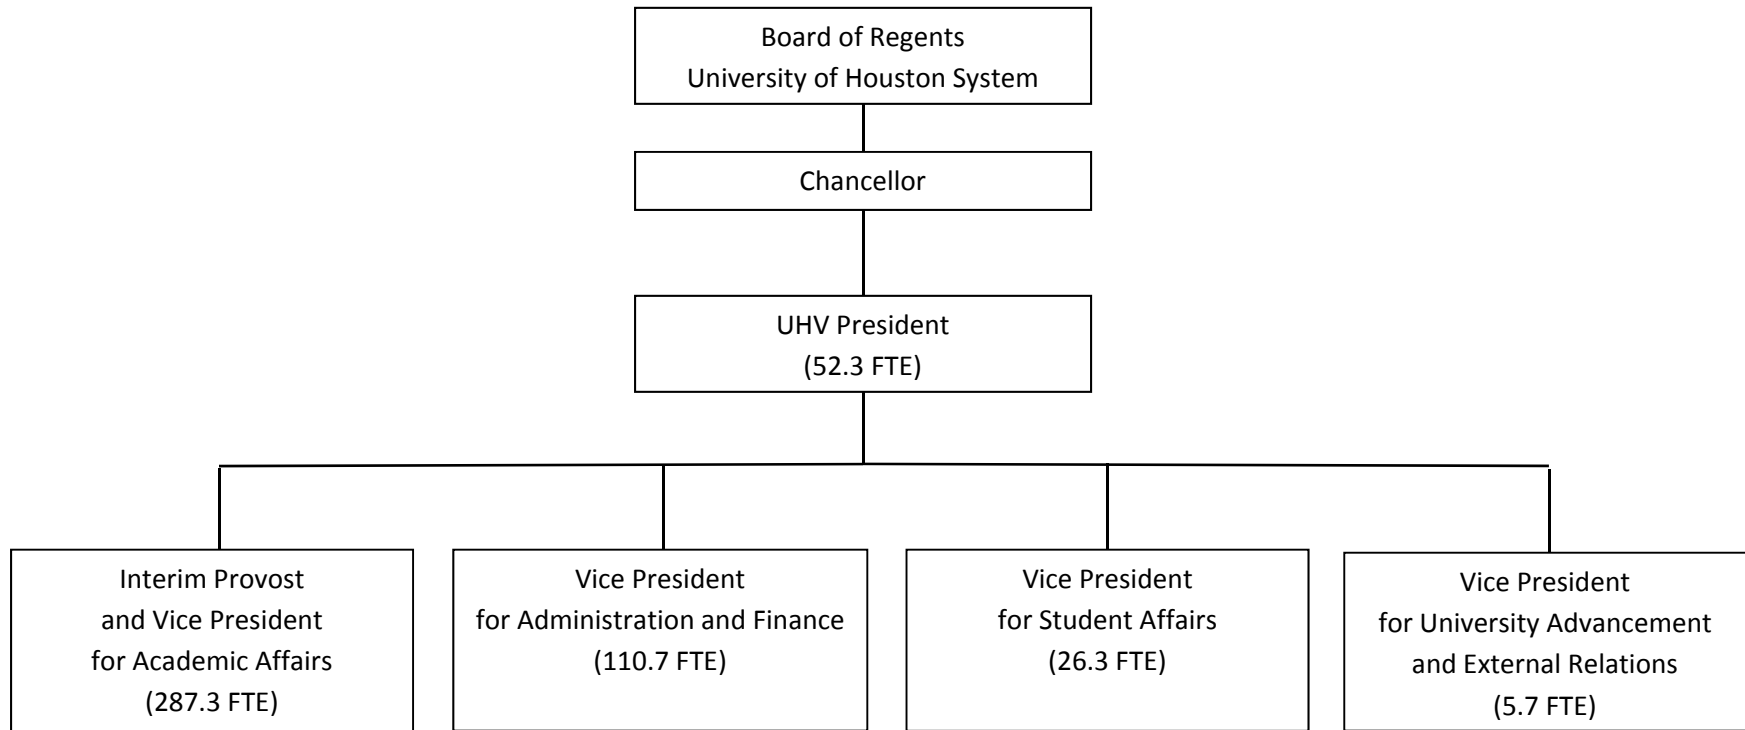 Board of Regents
University of Houston System
Chancellor
UHV President
(52.3 FTE)
Interim Provost
and Vice President
for Academic Affairs
(287.3 FTE)
Vice President
for Administration and Finance
(110.7 FTE)
Vice President
for Student Affairs
(26.3 FTE)
Vice President
for University Advancement
and External Relations
(5.7 FTE)